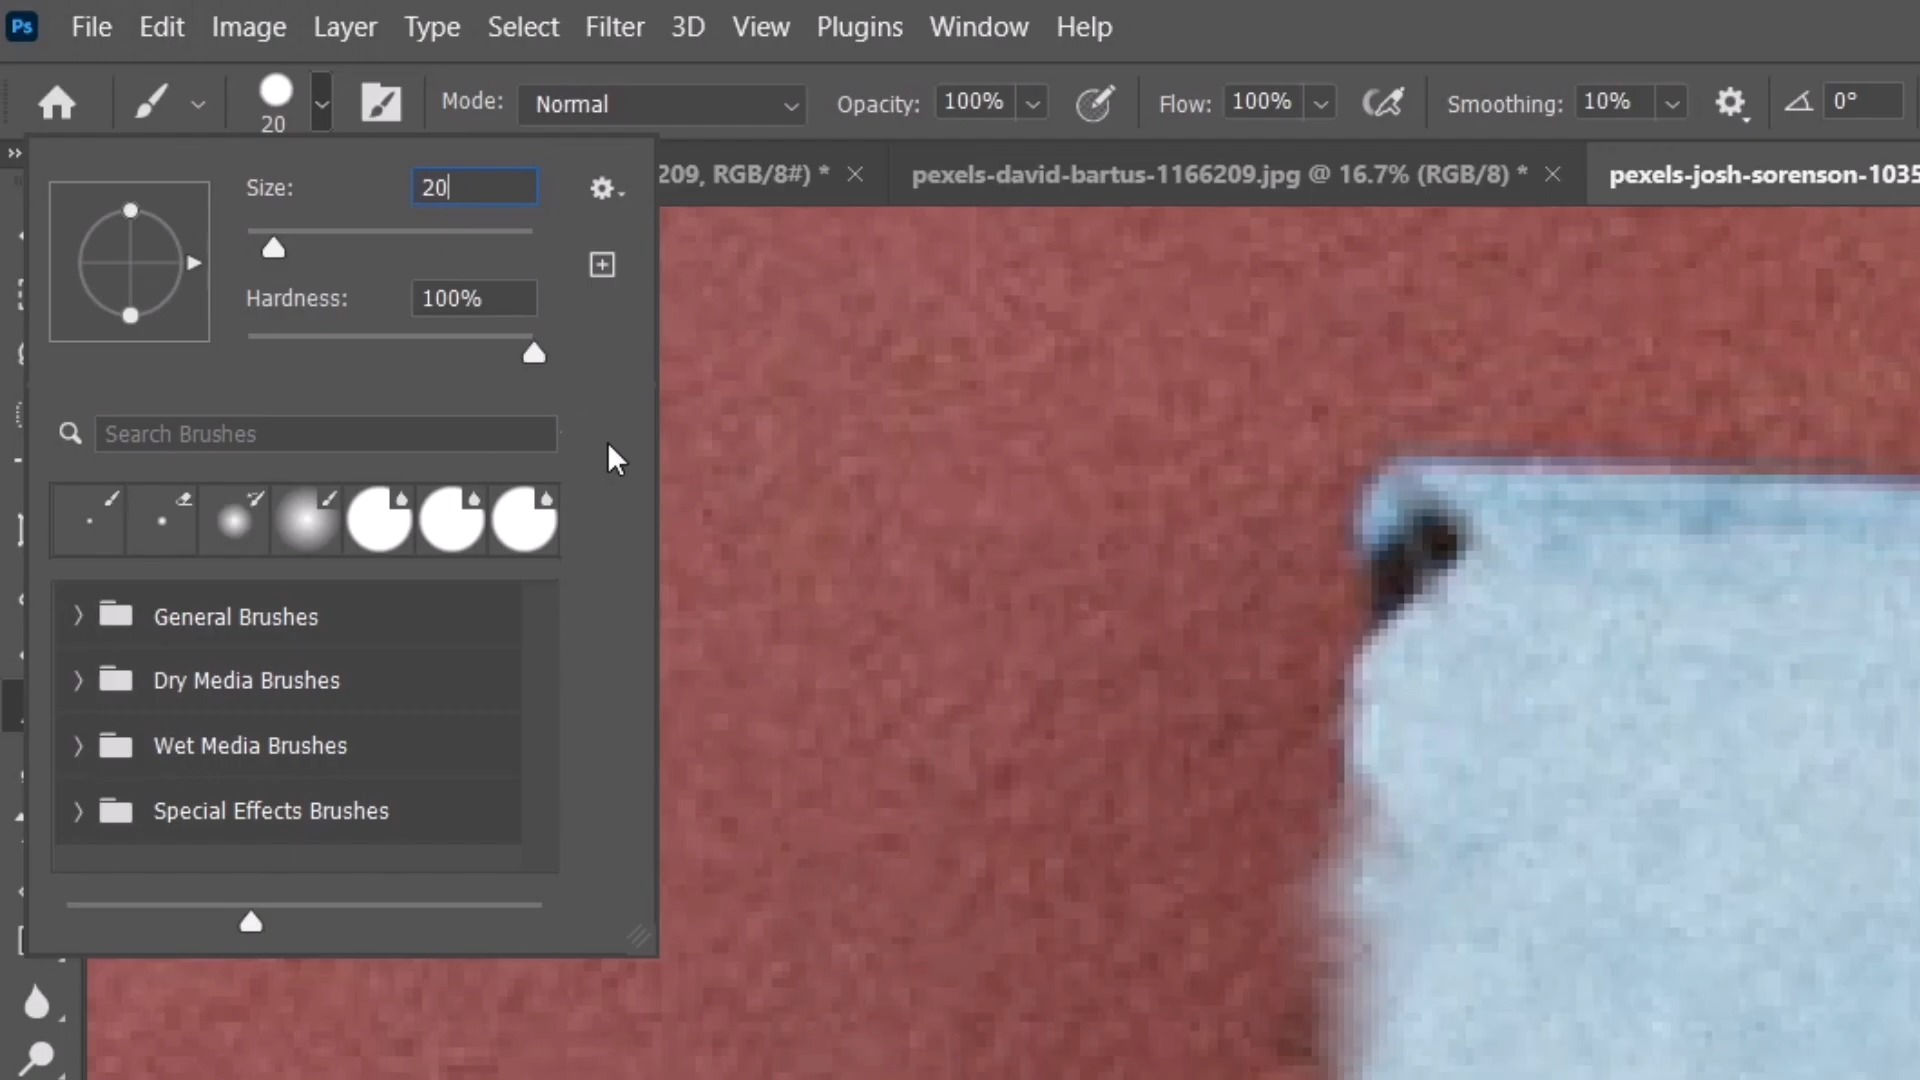 Ps File Edit Image Layer Type Select Filter 3D View Plugins Window Help
20 Mode: Normal Opacity: 100% Flow: 100% Smoothing: 10% 0°
209, RGB/8#) * pexels-david-bartus-1166209.jpg @ 16.7% (RGB/8) * pexels-josh-sorenson-1035
Size: 20
Hardness: 100%
Search Brushes
General Brushes
Dry Media Brushes
Wet Media Brushes
Special Effects Brushes